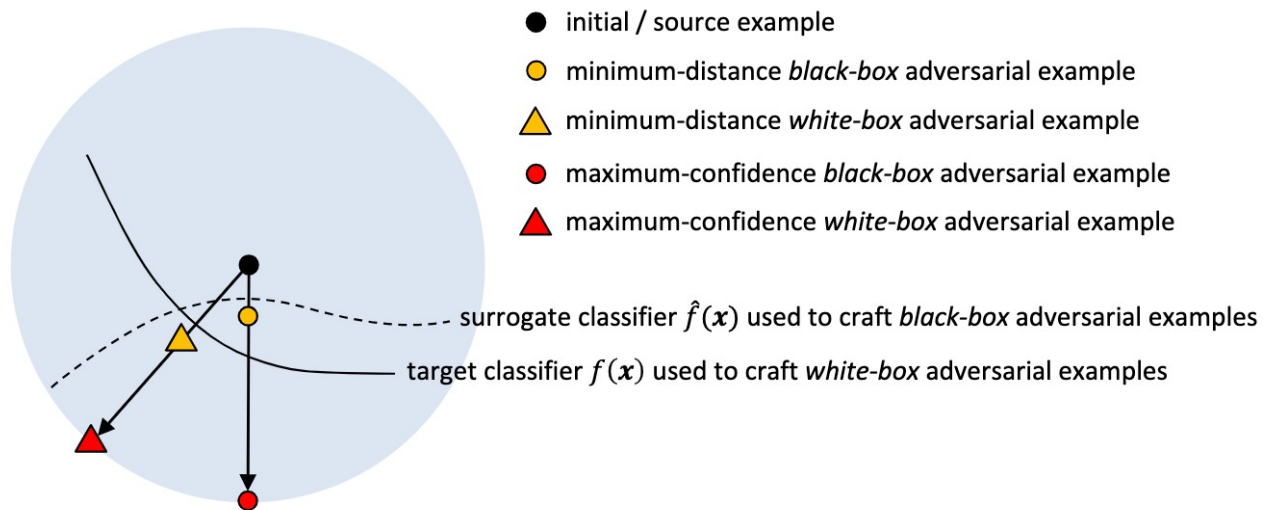 initial / source example
minimum-distance black-box adversarial example
minimum-distance white-box adversarial example
maximum-confidence black-box adversarial example
maximum-confidence white-box adversarial example
surrogate classifier f̂(x) used to craft black-box adversarial examples
target classifier f(x) used to craft white-box adversarial examples